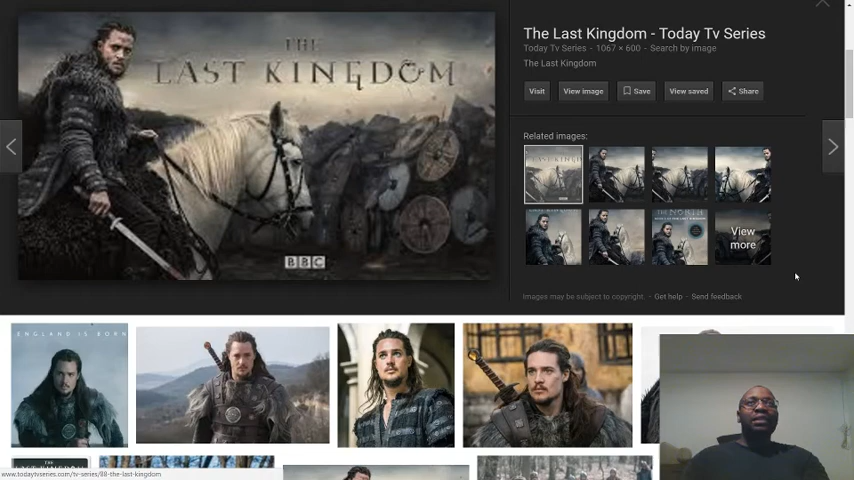 THE
LAST KINGDOM
BBC
The Last Kingdom - Today Tv Series
Today Tv Series - 1067 × 600 - Search by image
The Last Kingdom
Visit
View image
Save
View saved
Share
Related images:
View more
Images may be subject to copyright. - Get help - Send feedback
ENGLAND IS BORN
www.todaytvseries.com/tv-series/88-the-last-kingdom